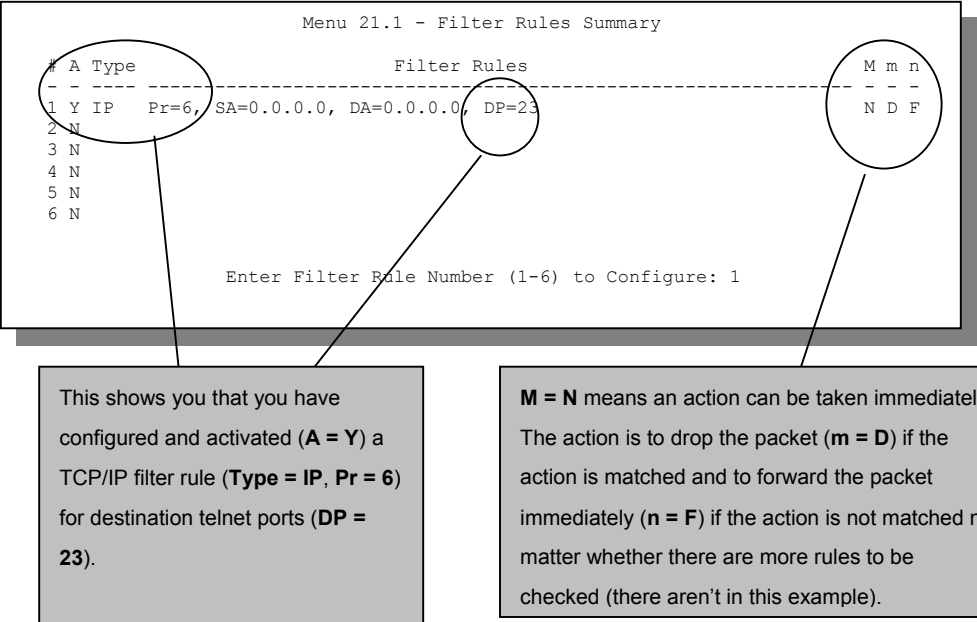 Menu 21.1 - Filter Rules Summary
# A Type Filter Rules M m n
- - ---- --------------------------------------------------------------- - - -
1 Y IP Pr=6, SA=0.0.0.0, DA=0.0.0.0, DP=23 N D F
2 N
3 N
4 N
5 N
6 N
Enter Filter Rule Number (1-6) to Configure: 1
This shows you that you have
configured and activated (A = Y) a
TCP/IP filter rule (Type = IP, Pr = 6)
for destination telnet ports (DP =
23).
M = N means an action can be taken immediatel
The action is to drop the packet (m = D) if the
action is matched and to forward the packet
immediately (n = F) if the action is not matched n
matter whether there are more rules to be
checked (there aren't in this example).